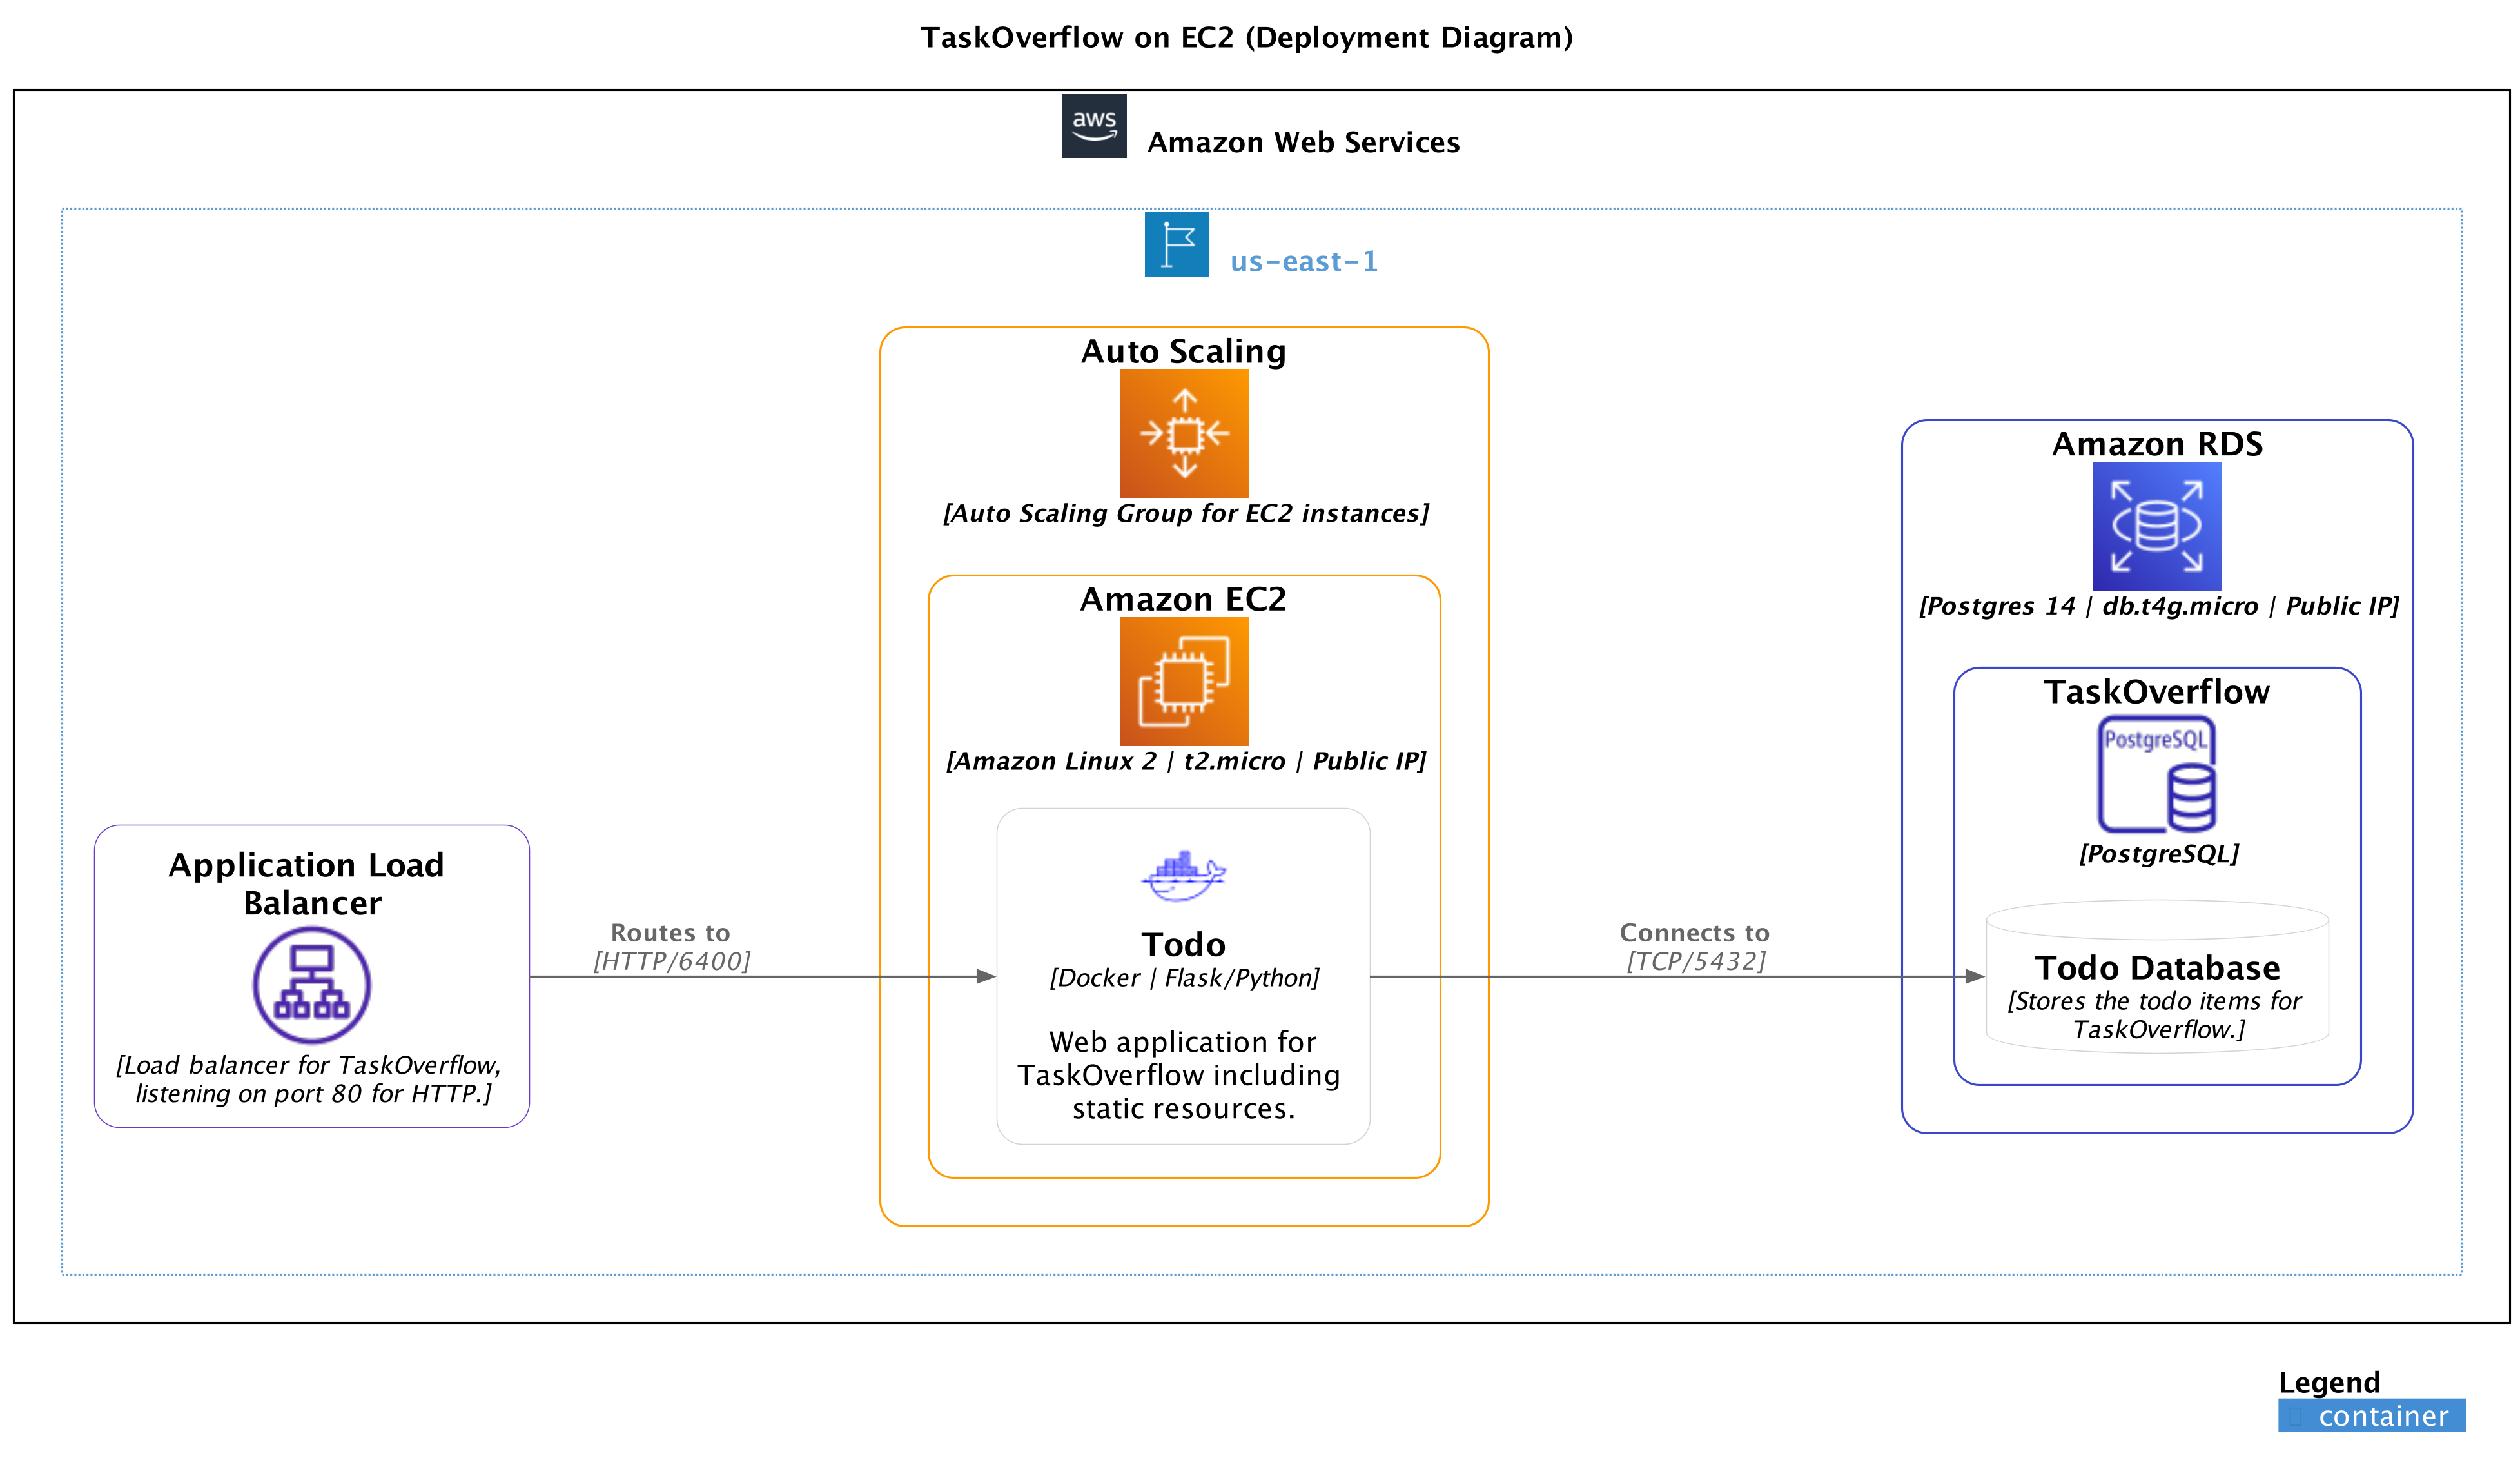 TaskOverflow on EC2 (Deployment Diagram)
aws
Amazon Web Services
us-east-1
Auto Scaling
[Auto Scaling Group for EC2 instances]
Amazon EC2
[Amazon Linux 2 | t2.micro | Public IP]
Todo
[Docker | Flask/Python]
Web application for
TaskOverflow including
static resources.
Application Load
Balancer
[Load balancer for TaskOverflow,
listening on port 80 for HTTP.]
Routes to
[HTTP/6400]
Connects to
[TCP/5432]
Amazon RDS
[Postgres 14 | db.t4g.micro | Public IP]
TaskOverflow
PostgreSQL
[PostgreSQL]
Todo Database
[Stores the todo items for
TaskOverflow.]
Legend
container